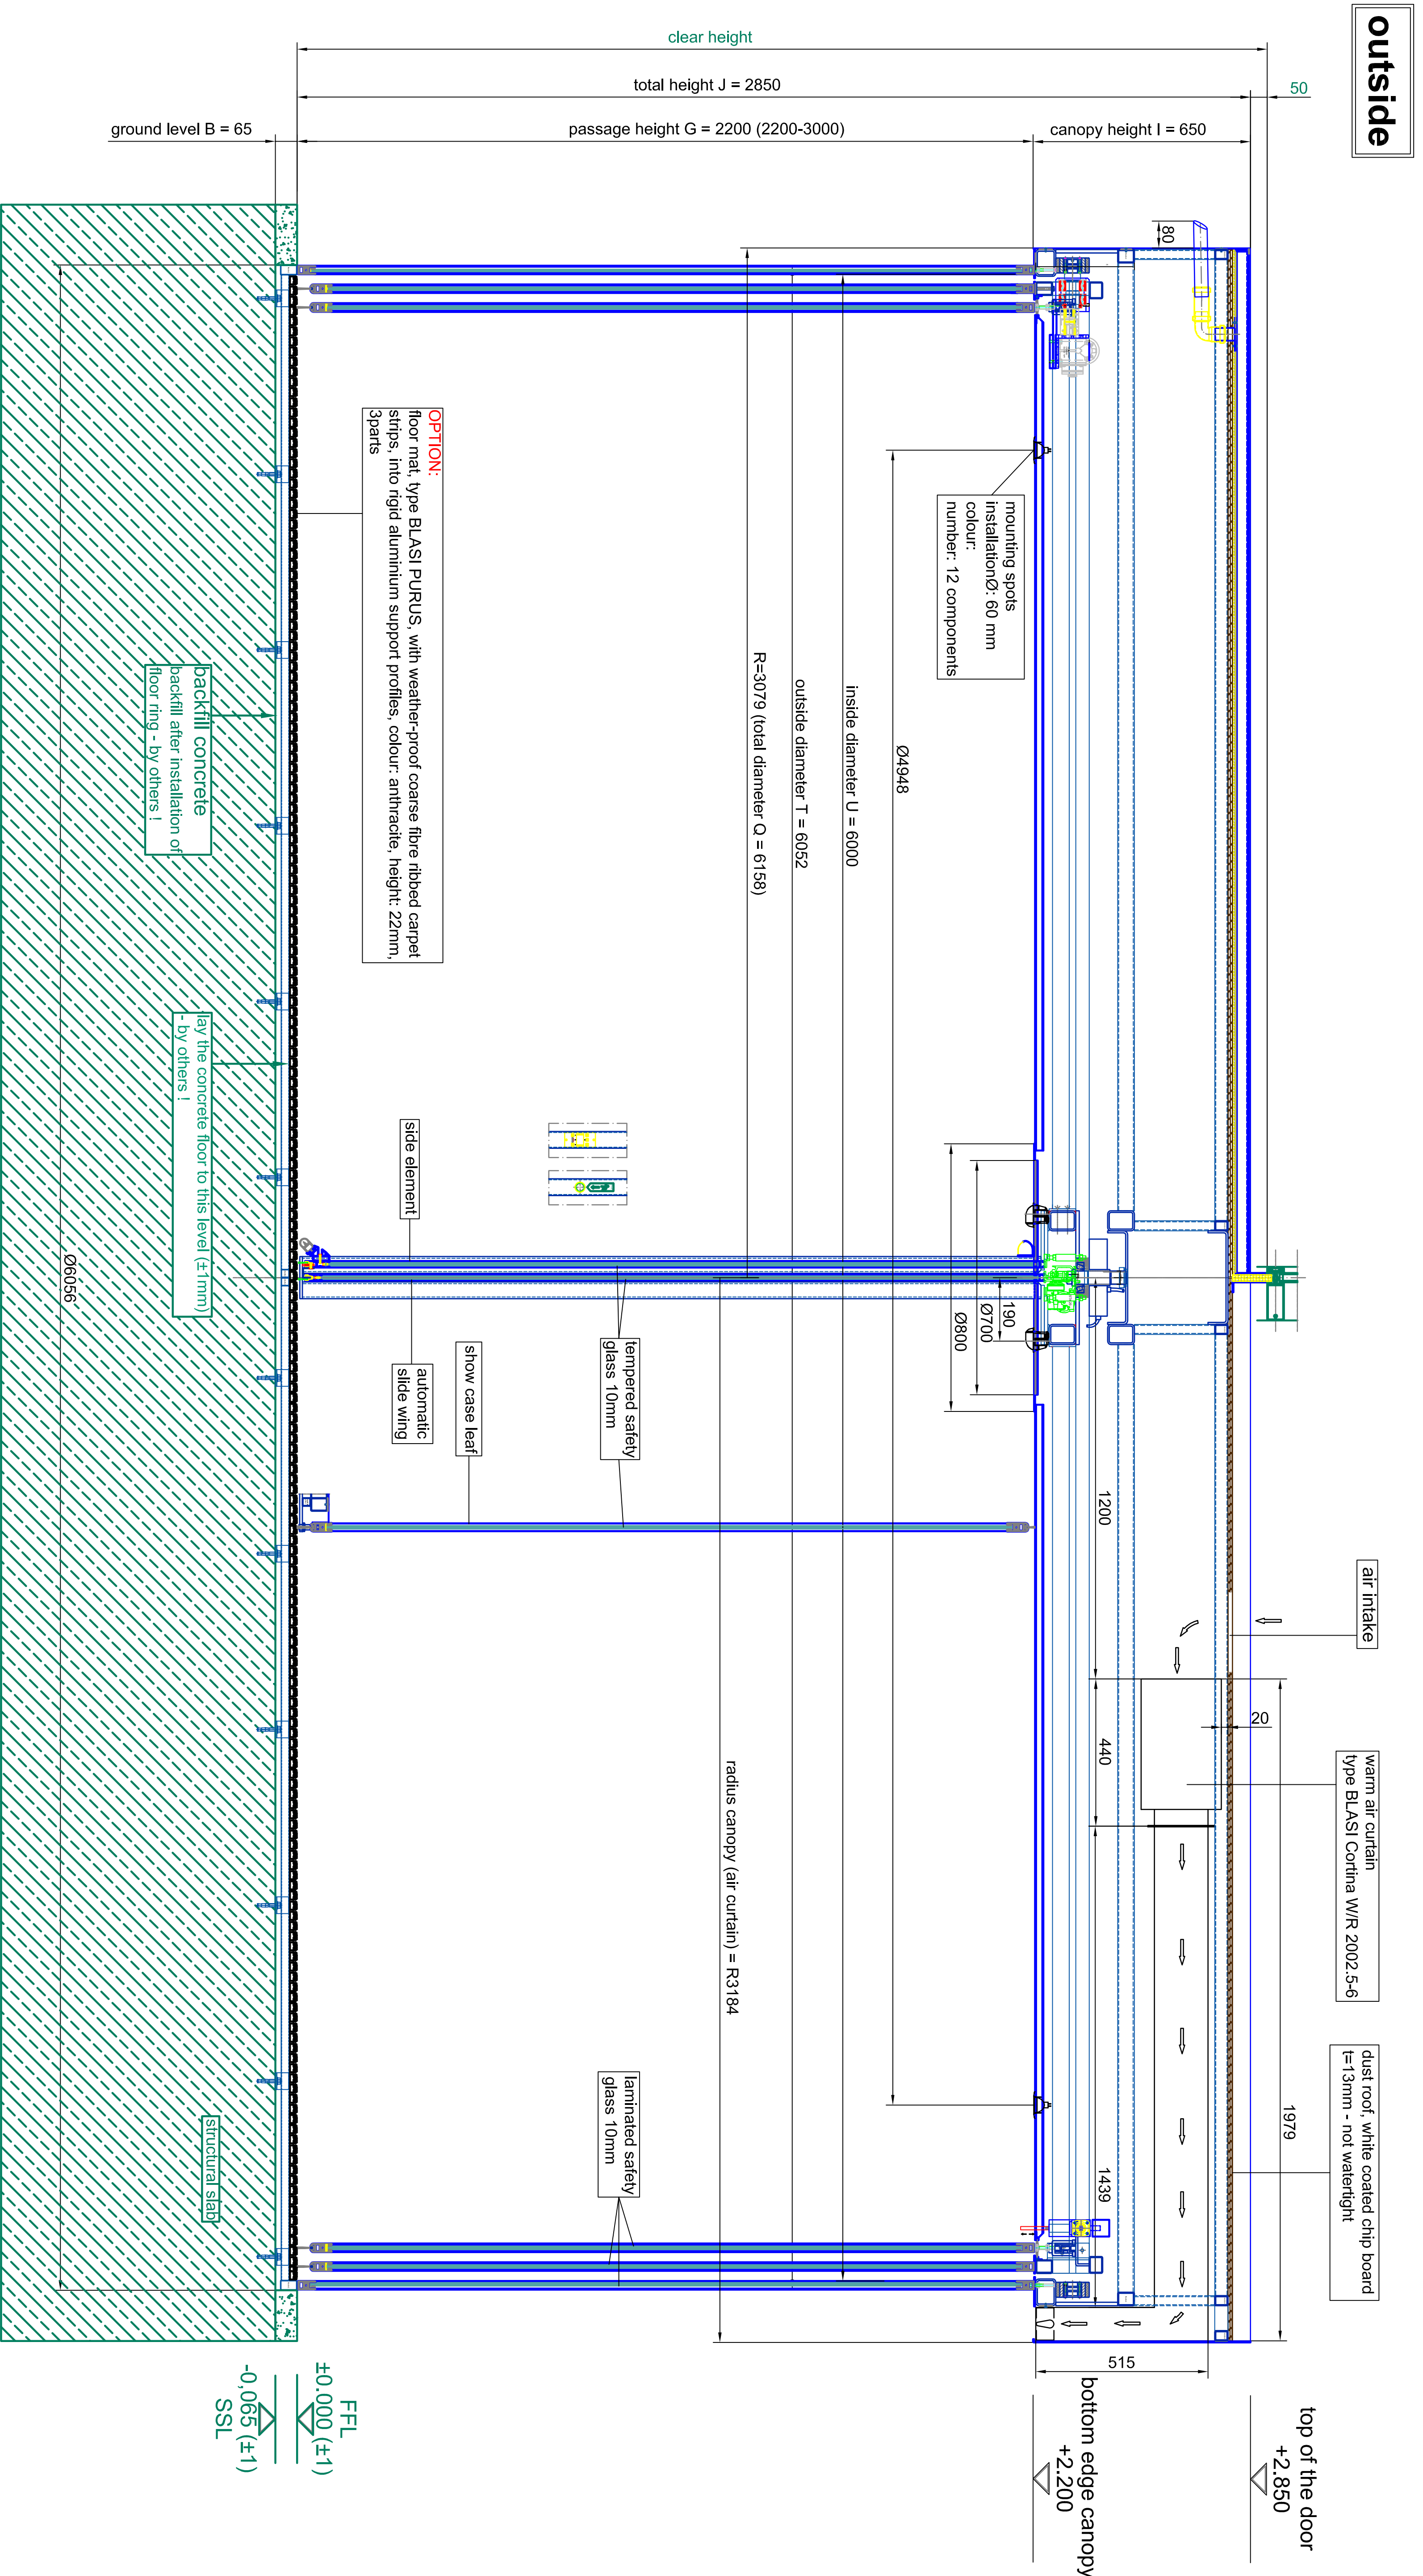 outside
clear height
50
total height J = 2850
ground level B = 65
passage height G = 2200 (2200-3000)
canopy height I = 650
80
mounting spots
installationØ: 60 mm
colour:
number: 12 components
OPTION:
floor mat, type BLASI PURUS, with weather-proof coarse fibre ribbed carpet
strips, into rigid aluminium support profiles, colour: anthracite, height: 22mm,
3parts
Ø4948
inside diameter U = 6000
outside diameter T = 6052
R=3079 (total diameter Q = 6158)
backfill concrete
backfill after installation of
floor ring - by others !
lay the concrete floor to this level (±1mm)
- by others !
Ø6056
side element
automatic
slide wing
show case leaf
tempered safety
glass 10mm
190
Ø700
Ø800
1200
440
1439
20
1979
air intake
warm air curtain
type BLASI Cortina W/R 2002.5-6
dust roof, white coated chip board
t=13mm - not watertight
radius canopy (air curtain) = R3184
laminated safety
glass 10mm
structural slab
515
top of the door
+2.850
bottom edge canopy
+2.200
FFL
±0.000 (±1)
-0,065 (±1)
SSL